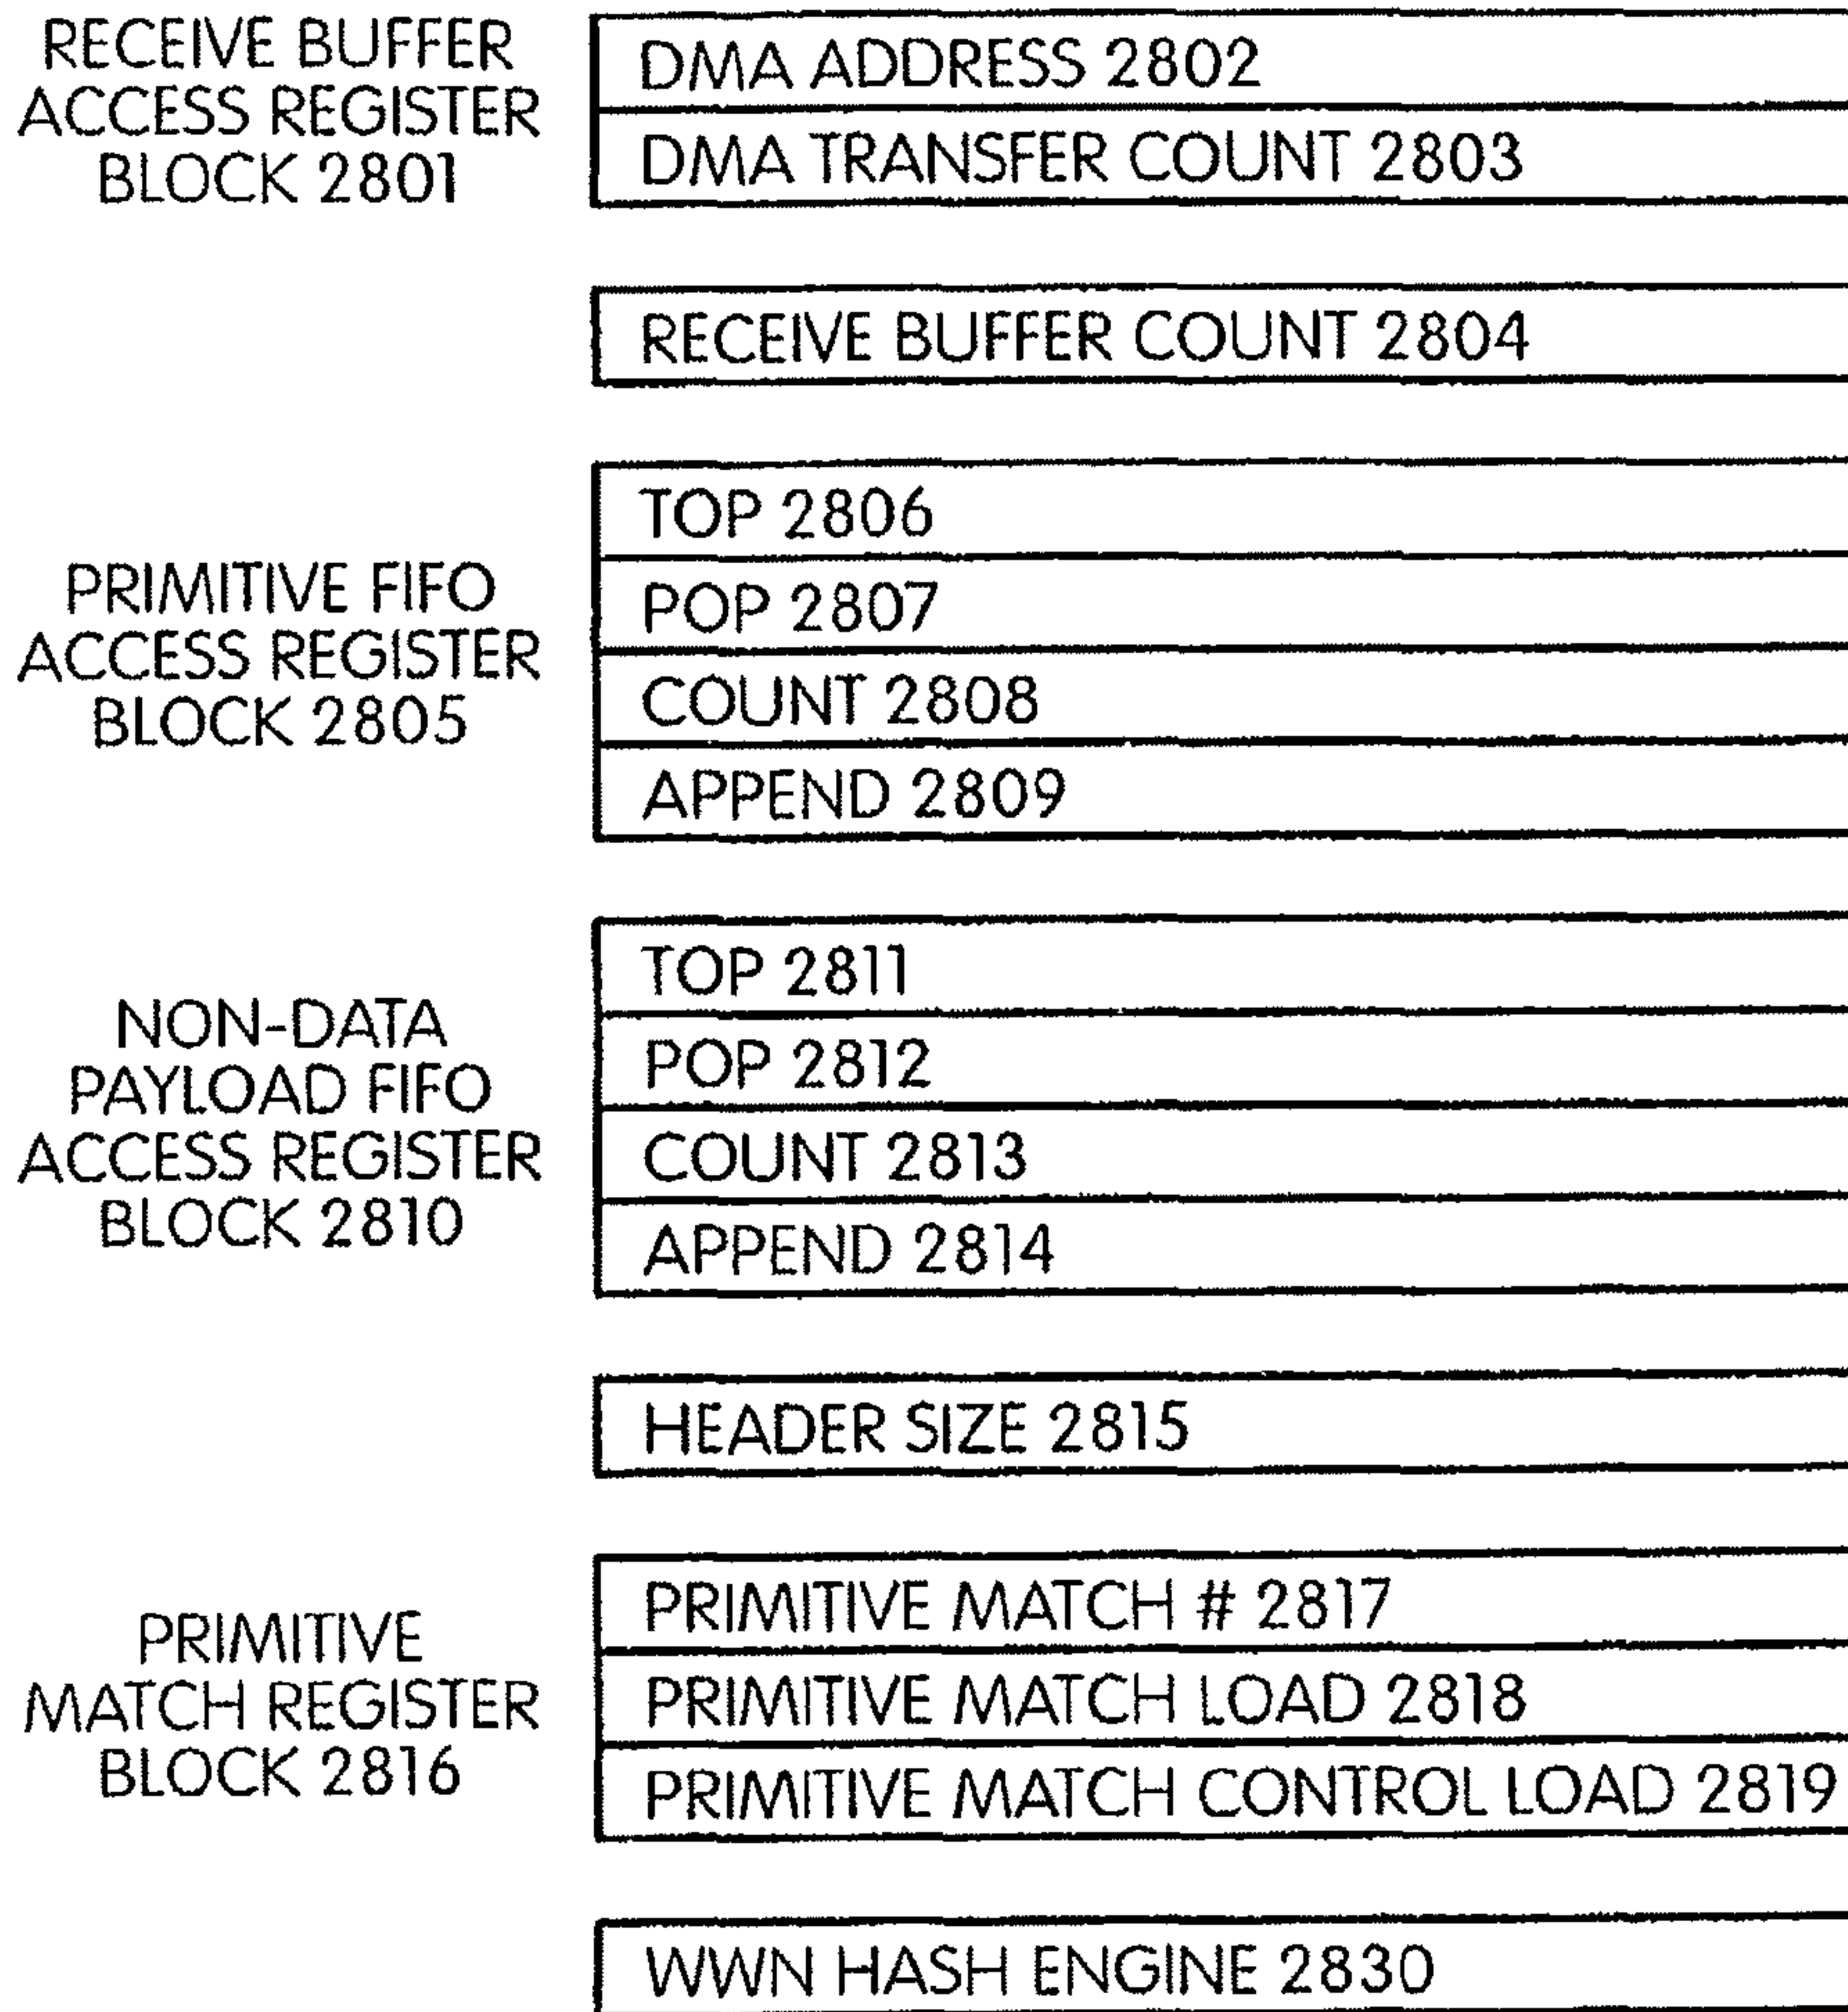 RECEIVE BUFFER
ACCESS REGISTER
BLOCK 2801
DMA ADDRESS 2802
DMA TRANSFER COUNT 2803
RECEIVE BUFFER COUNT 2804
PRIMITIVE FIFO
ACCESS REGISTER
BLOCK 2805
TOP 2806
POP 2807
COUNT 2808
APPEND 2809
NON-DATA
PAYLOAD FIFO
ACCESS REGISTER
BLOCK 2810
TOP 2811
POP 2812
COUNT 2813
APPEND 2814
HEADER SIZE 2815
PRIMITIVE
MATCH REGISTER
BLOCK 2816
PRIMITIVE MATCH # 2817
PRIMITIVE MATCH LOAD 2818
PRIMITIVE MATCH CONTROL LOAD 2819
WWN HASH ENGINE 2830